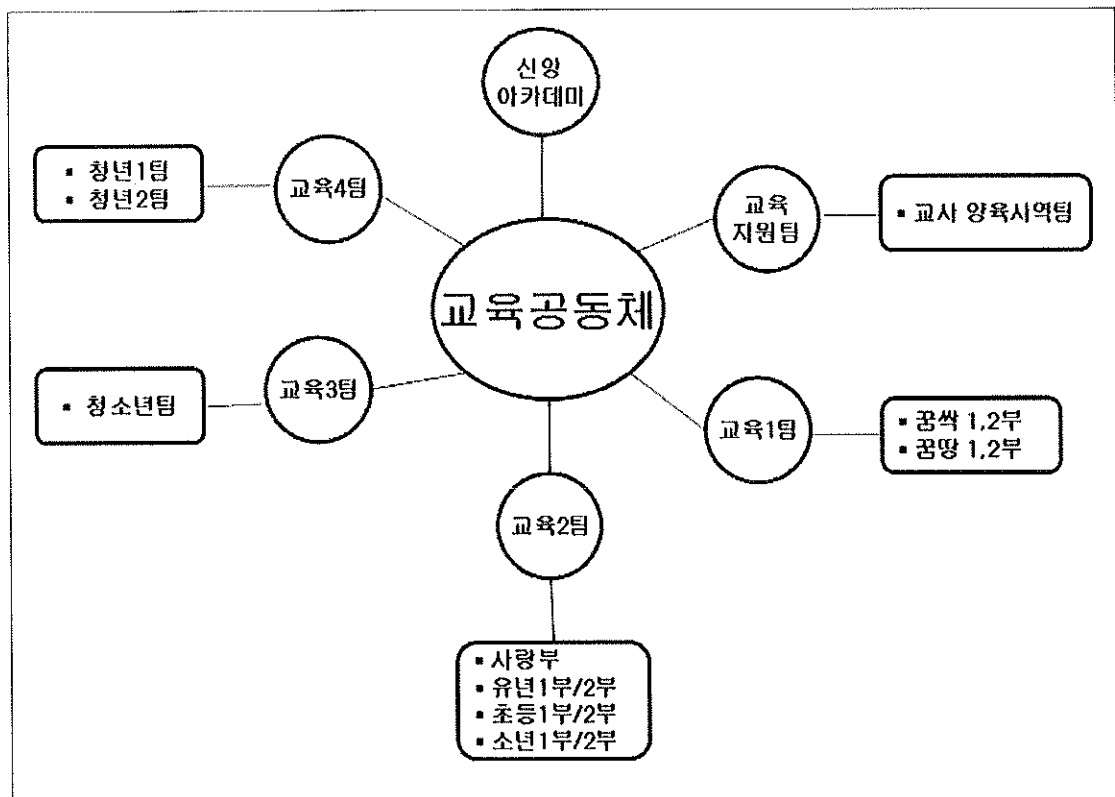 신앙
아카데미
▪ 청년1팀
▪ 청년2팀
교육4팀
교육
지원팀
▪ 교사 양육사역팀
교육공동체
▪ 청소년팀
교육3팀
교육1팀
▪ 꿈싹 1,2부
▪ 꿈땅 1,2부
교육2팀
▪ 사랑부
▪ 유년1부/2부
▪ 초등1부/2부
▪ 소년1부/2부